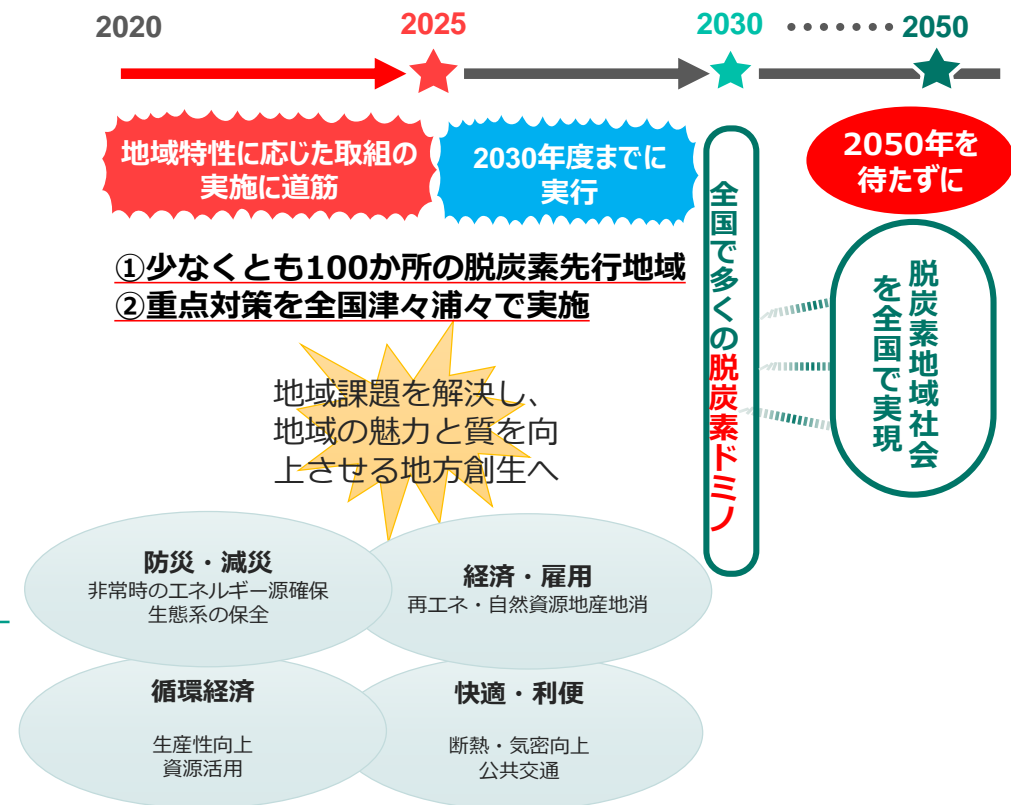 2020
2025
2030
・・・・・・・
2050
地域特性に応じた取組の
実施に道筋
2030年度までに
実行
2050年を
待たずに
①少なくとも100か所の脱炭素先行地域
②重点対策を全国津々浦々で実施
全国で多くの脱炭素ドミノ
脱炭素地域社会
を全国で実現
地域課題を解決し、
地域の魅力と質を向
上させる地方創生へ
防災・減災
非常時のエネルギー源確保
生態系の保全
経済・雇用
再エネ・自然資源地産地消
循環経済
生産性向上
資源活用
快適・利便
断熱・気密向上
公共交通